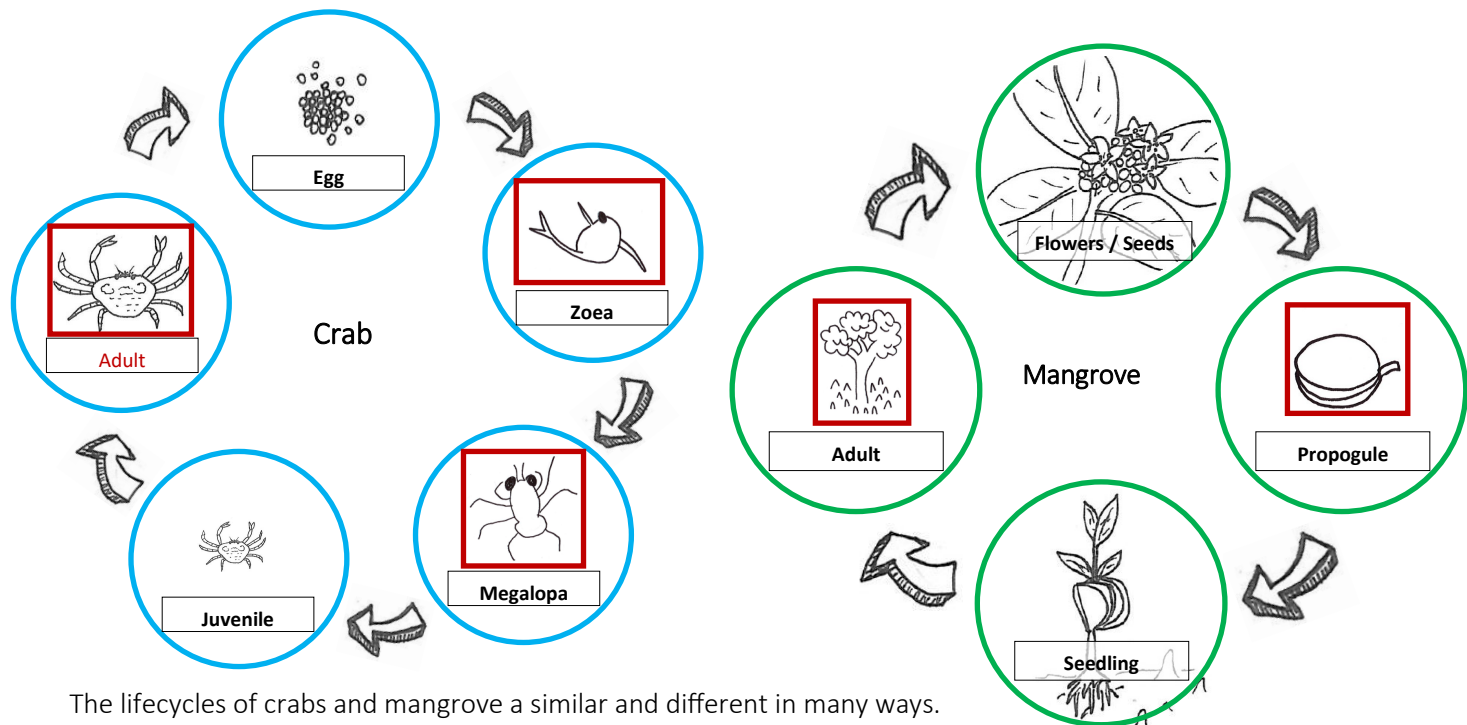 Egg
Zoea
Adult
Crab
Megalopa
Juvenile
Flowers / Seeds
Propogule
Adult
Mangrove
Seedling
The lifecycles of crabs and mangrove a similar and different in many ways.